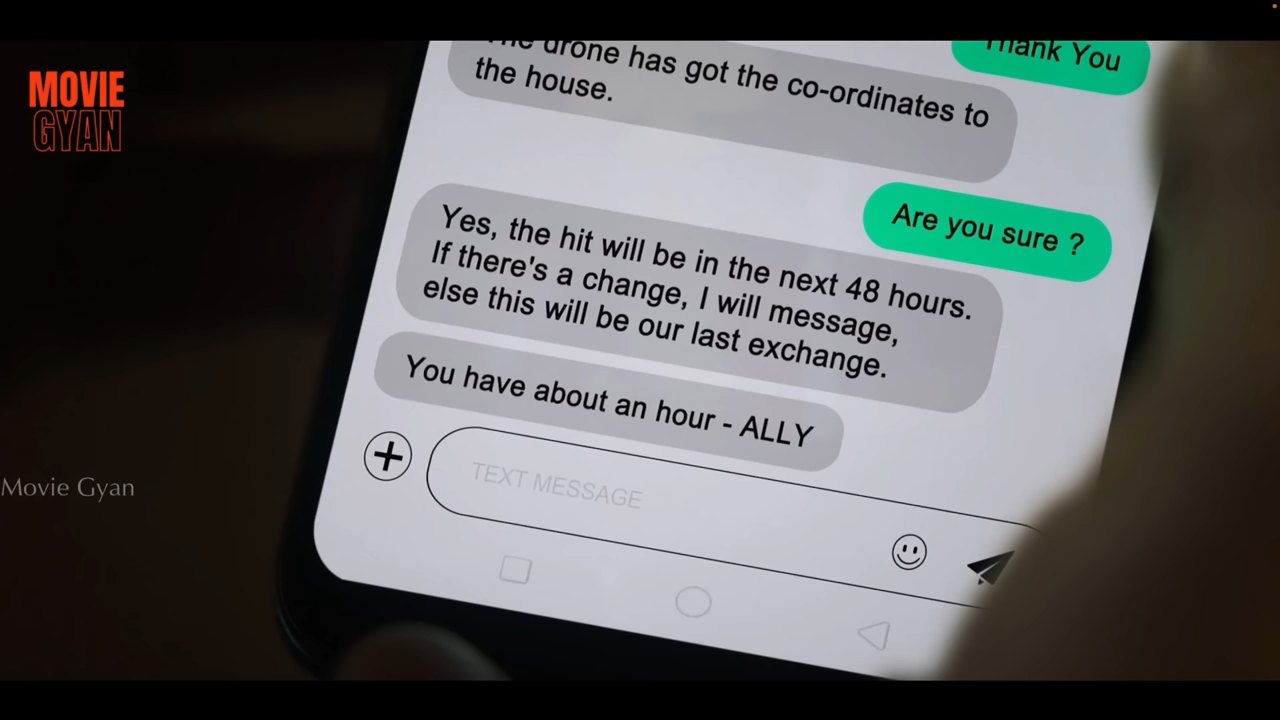 MOVIE
GYAN
Thank You
The drone has got the co-ordinates to
the house.
Are you sure ?
Yes, the hit will be in the next 48 hours.
If there's a change, I will message,
else this will be our last exchange.
You have about an hour - ALLY
TEXT MESSAGE
Movie Gyan